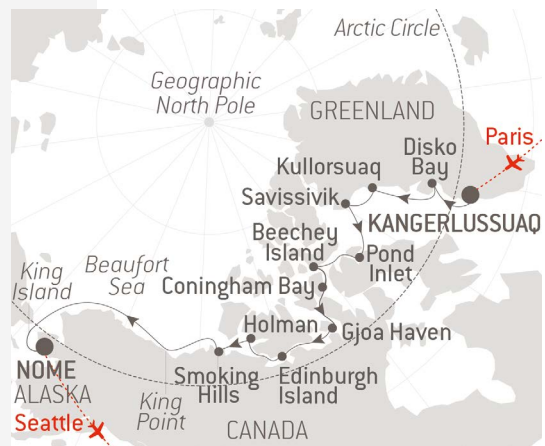 Arctic Circle
Geographic
North Pole
GREENLAND
Paris
Disko
Bay
Kullorsuaq
Savissivik
KANGERLUSSUAQ
Beechey
Island
Pond
Inlet
King
Island
Beaufort
Sea
Coningham Bay
Holman
Gjoa Haven
NOME
ALASKA
Smoking
Hills
Edinburgh
Island
King
Point
Seattle
CANADA